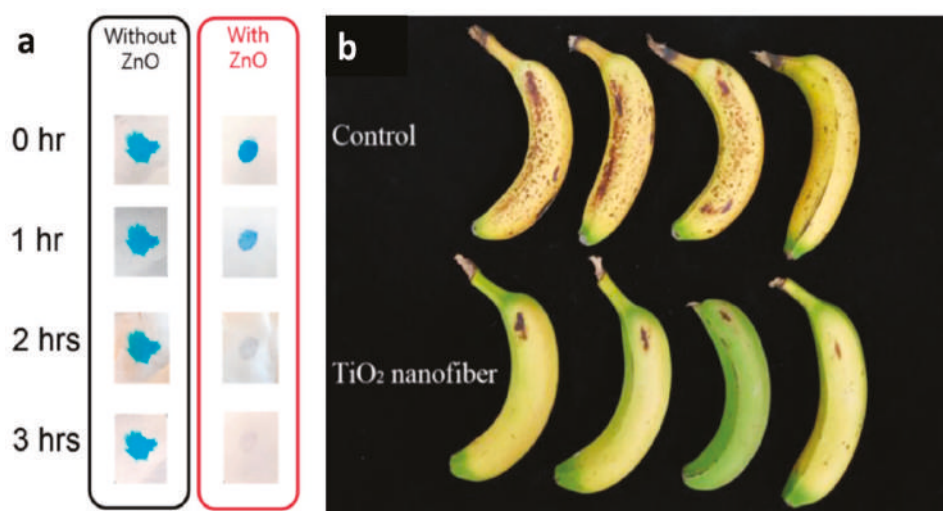 a
Without
ZnO
With
ZnO
0 hr
1 hr
2 hrs
3 hrs
b
Control
TiO₂ nanofiber